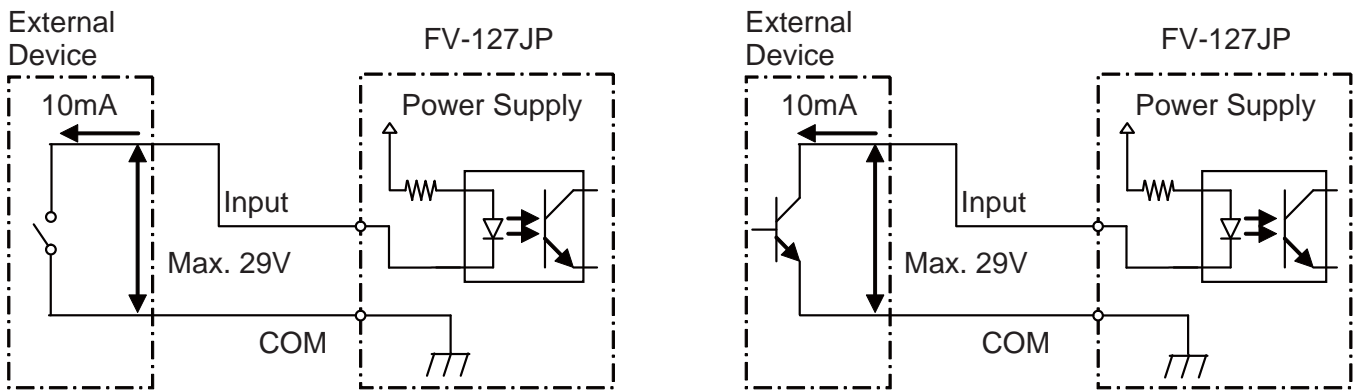 External
Device
FV-127JP
10mA
Power Supply
Input
Max. 29V
COM
External
Device
FV-127JP
10mA
Power Supply
Input
Max. 29V
COM